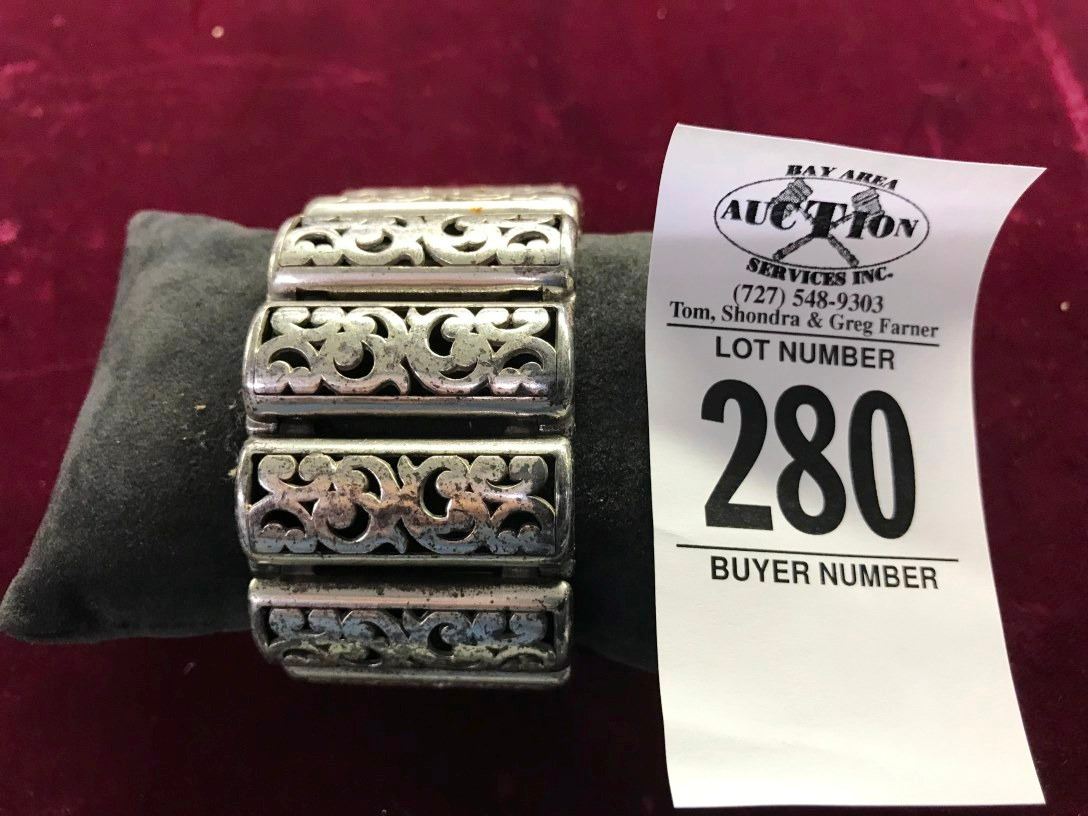 BAY AREA
AUCTION
SERVICES INC.
(727) 548-9303
Tom, Shondra & Greg Farner
LOT NUMBER
280
BUYER NUMBER